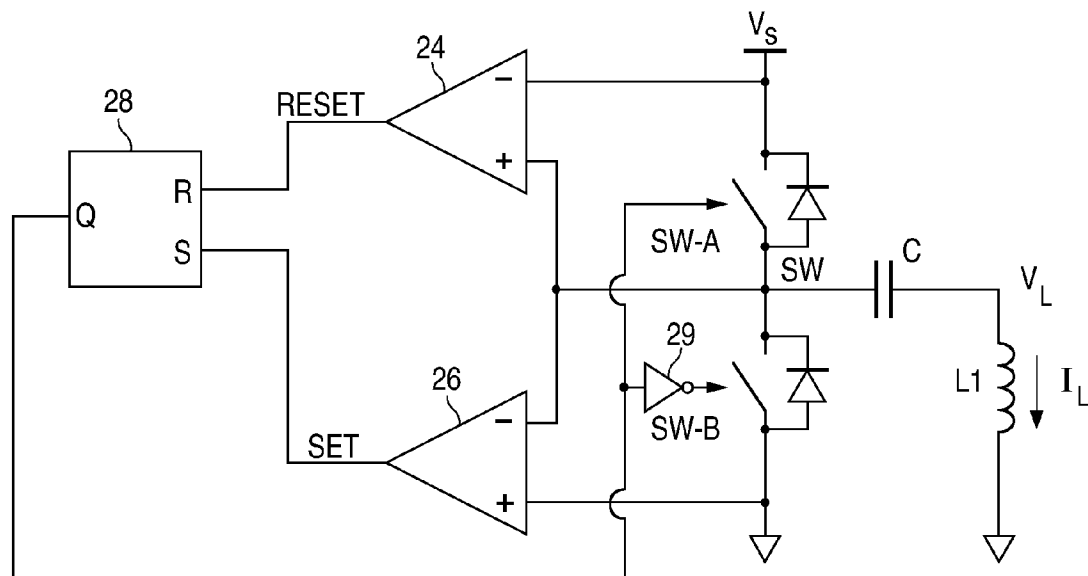 V_S
24
28
RESET
R
Q
S
−
+
SW-A
SW
C
V_L
29
L1
I_L
26
SW-B
SET
−
+